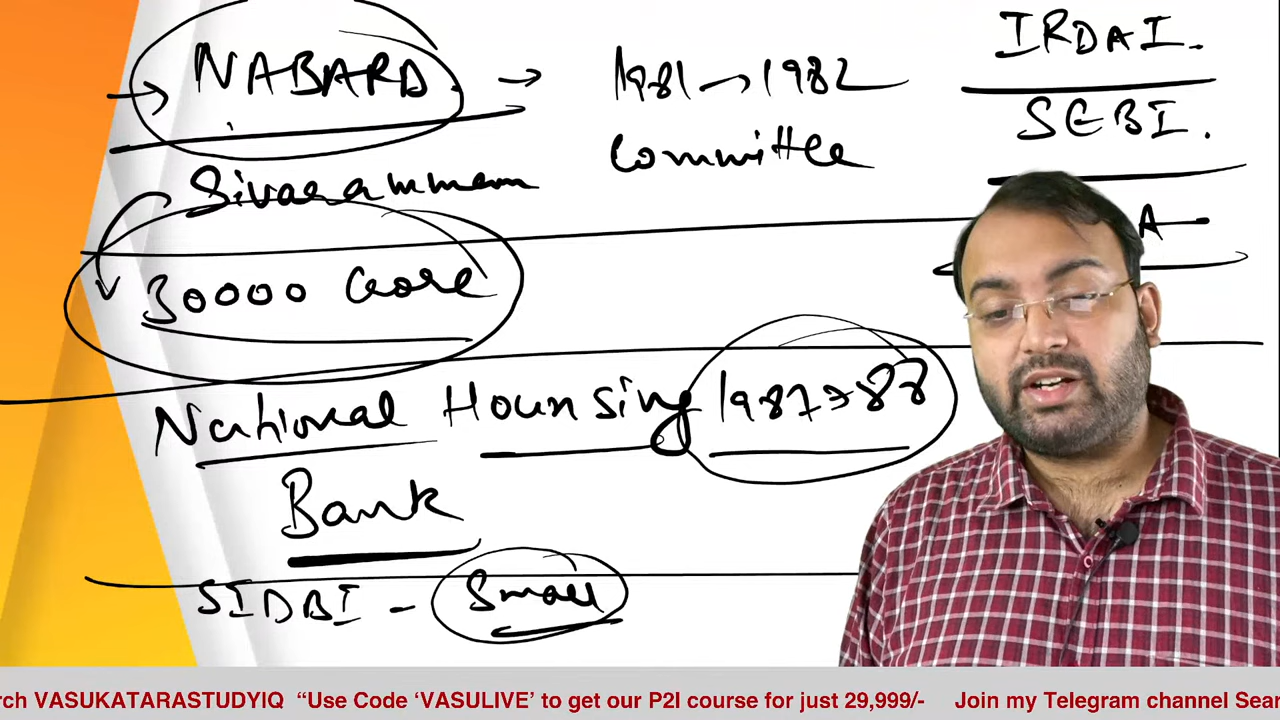 NABARD → 1981 → 1982
Committee
Sivarammam
30000 Crore
National Hounsing 1987 → 88
Bank
SIDBI - Small
IRDAI.
SEBI.
A
rch VASUKATARASTUDYIQ “Use Code ‘VASULIVE’ to get our P2I course for just 29,999/- Join my Telegram channel Sear